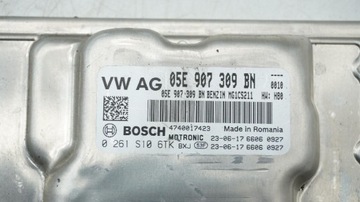 VW AG 05E 907 309 BN
05E 907 309 BN BENZIN MG1CS211 HW: H80
0010
BOSCH 4740017423 Made in Romania
MOTRONIC 23-06-17 6606 0927
0 261 S10 6TK BXJ 23-06-17 6606 0927